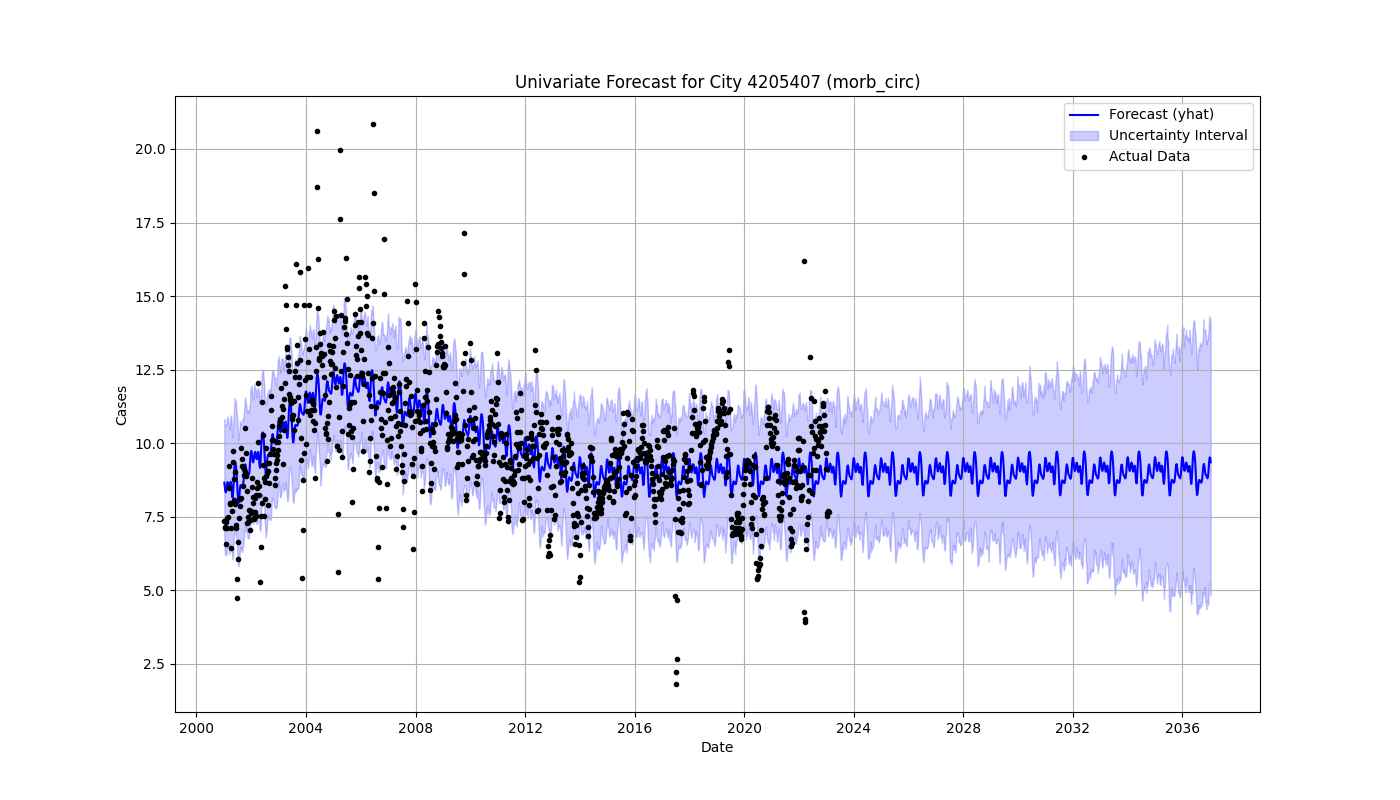 Univariate Forecast for City 4205407 (morb_circ)
Forecast (yhat)
Uncertainty Interval
Actual Data
Cases
20.0
17.5
15.0
12.5
10.0
7.5
5.0
2.5
2000 2004 2008 2012 2016 2020 2024 2028 2032 2036
Date